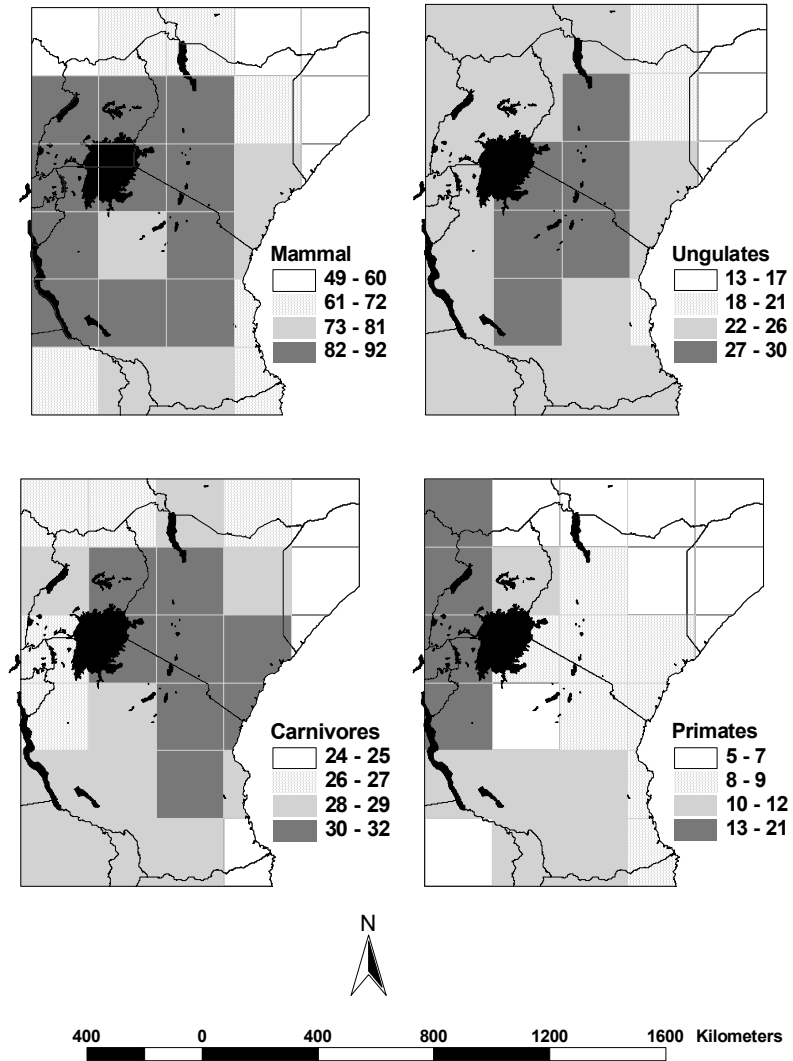 Mammal
49 - 60
61 - 72
73 - 81
82 - 92
Ungulates
13 - 17
18 - 21
22 - 26
27 - 30
Carnivores
24 - 25
26 - 27
28 - 29
30 - 32
Primates
5 - 7
8 - 9
10 - 12
13 - 21
N
400 0 400 800 1200 1600 Kilometers